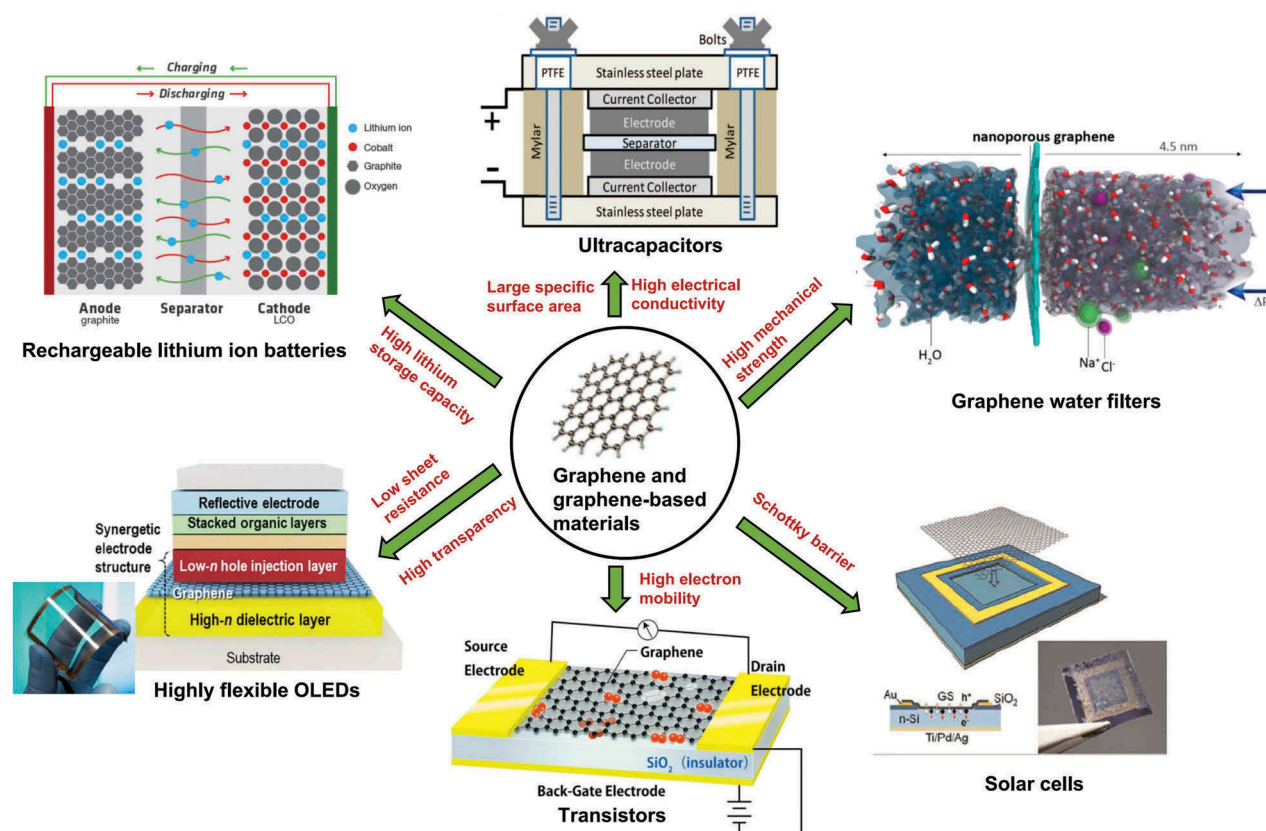 Charging
Discharging
Lithium ion
Cobalt
Graphite
Oxygen
Anode
graphite
Separator
Cathode
LCO
Rechargeable lithium ion batteries
Bolts
PTFE
Stainless steel plate
PTFE
Current Collector
+
Electrode
Mylar
Separator
Mylar
-
Electrode
Current Collector
Stainless steel plate
Ultracapacitors
nanoporous graphene
4.5 nm
ΔP
H₂O
Na⁺
Cl⁻
Graphene water filters
Large specific
surface area
High electrical
conductivity
High mechanical
strength
High lithium
storage capacity
Graphene and
graphene-based
materials
Low sheet
resistance
High transparency
High electron
mobility
Schottky barrier
Reflective electrode
Stacked organic layers
Synergetic
electrode
structure
Low-n hole injection layer
Graphene
High-n dielectric layer
Substrate
Highly flexible OLEDs
Source
Electrode
Graphene
Drain
Electrode
SiO₂ (insulator)
Back-Gate Electrode
Transistors
Au
GS
h⁺
SiO₂
n-Si
e⁻
Ti/Pd/Ag
Solar cells